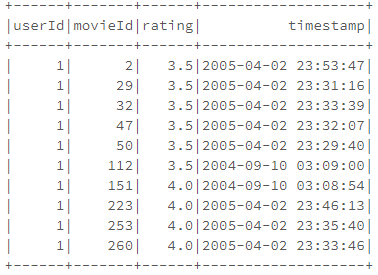 +------+-------+------+-------------------+
|userId|movieId|rating|          timestamp|
+------+-------+------+-------------------+
|     1|      2|   3.5|2005-04-02 23:53:47|
|     1|     29|   3.5|2005-04-02 23:31:16|
|     1|     32|   3.5|2005-04-02 23:33:39|
|     1|     47|   3.5|2005-04-02 23:32:07|
|     1|     50|   3.5|2005-04-02 23:29:40|
|     1|    112|   3.5|2004-09-10 03:09:00|
|     1|    151|   4.0|2004-09-10 03:08:54|
|     1|    223|   4.0|2005-04-02 23:46:13|
|     1|    253|   4.0|2005-04-02 23:35:40|
|     1|    260|   4.0|2005-04-02 23:33:46|
+------+-------+------+-------------------+